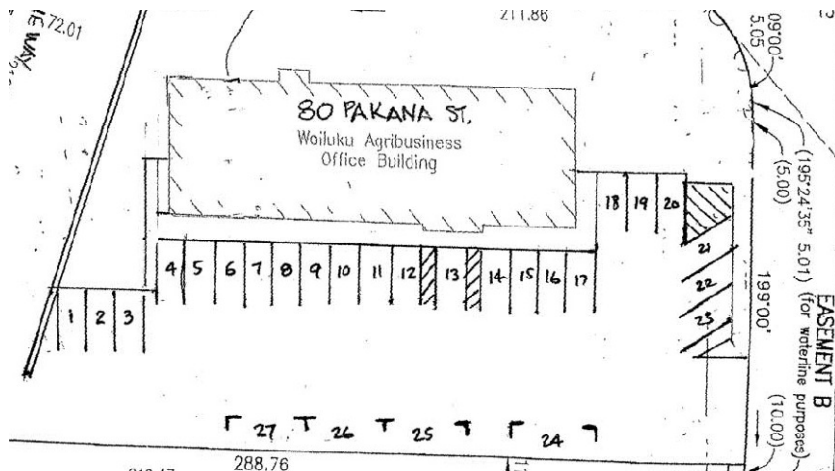 72.01
211.86
E WAY
09°00'
5.05
80 PAKANA ST.
Wailuku Agribusiness
Office Building
(195°24'35" 5.01) (for waterline purposes)
(5.00)
18 19 20
21
22
23
4 5 6 7 8 9 10 11 12 13 14 15 16 17
1 2 3
199°00'
EASEMENT B
(10.00)
27 26 25 24
288.76